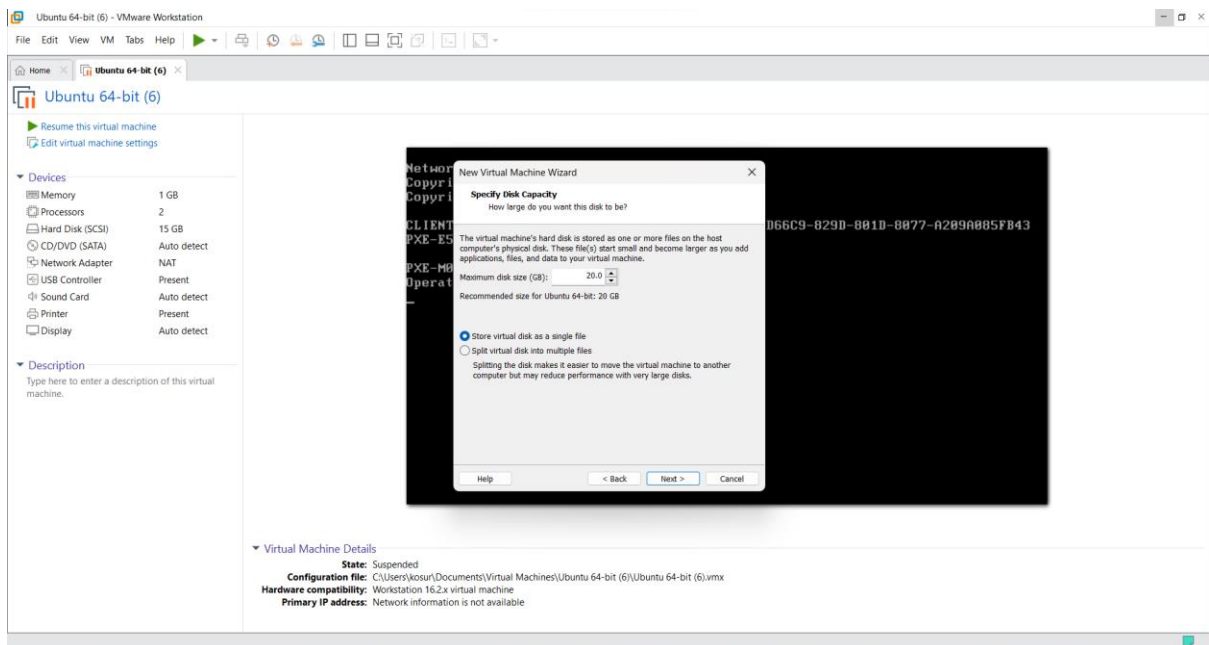 Ubuntu 64-bit (6) - VMware Workstation
File Edit View VM Tabs Help
Home
Ubuntu 64-bit (6)
Ubuntu 64-bit (6)
Resume this virtual machine
Edit virtual machine settings
Devices
Memory 1 GB
Processors 2
Hard Disk (SCSI) 15 GB
CD/DVD (SATA) Auto detect
Network Adapter NAT
USB Controller Present
Sound Card Auto detect
Printer Present
Display Auto detect
Description
Type here to enter a description of this virtual
machine.
Networ
Copyri
Copyri
CLIENT D66C9-829D-801D-8077-A209A085FB43
PXE-E5
PXE-M0
Operat
New Virtual Machine Wizard
Specify Disk Capacity
How large do you want this disk to be?
The virtual machine's hard disk is stored as one or more files on the host
computer's physical disk. These file(s) start small and become larger as you add
applications, files, and data to your virtual machine.
Maximum disk size (GB): 20.0
Recommended size for Ubuntu 64-bit: 20 GB
Store virtual disk as a single file
Split virtual disk into multiple files
Splitting the disk makes it easier to move the virtual machine to another
computer but may reduce performance with very large disks.
Help < Back Next > Cancel
Virtual Machine Details
State: Suspended
Configuration file: C:\Users\kosur\Documents\Virtual Machines\Ubuntu 64-bit (6)\Ubuntu 64-bit (6).vmx
Hardware compatibility: Workstation 16.2.x virtual machine
Primary IP address: Network information is not available